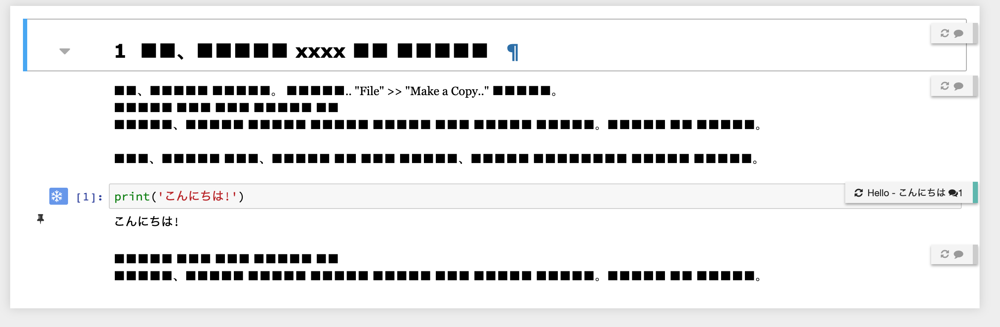 1 ■■、■■■■■ xxxx ■■ ■■■■■ ¶
■■、■■■■■ ■■■■■。 ■■■■■.. "File" >> "Make a Copy.." ■■■■■。
■■■■■ ■■■ ■■■ ■■■■■ ■■
■■■■■、■■■■■ ■■■■■ ■■■■■ ■■■■■ ■■■ ■■■■■ ■■■■■。■■■■■ ■■ ■■■■■。
■■■、■■■■■ ■■■、■■■■■ ■■ ■■■ ■■■■■、■■■■■ ■■■■■■■■ ■■■■■ ■■■■■。
[1]: print('こんにちは!')
Hello - こんにちは 1
こんにちは!
■■■■■ ■■■ ■■■ ■■■■■ ■■
■■■■■、■■■■■ ■■■■■ ■■■■■ ■■■■■ ■■■ ■■■■■ ■■■■■。■■■■■ ■■ ■■■■■。